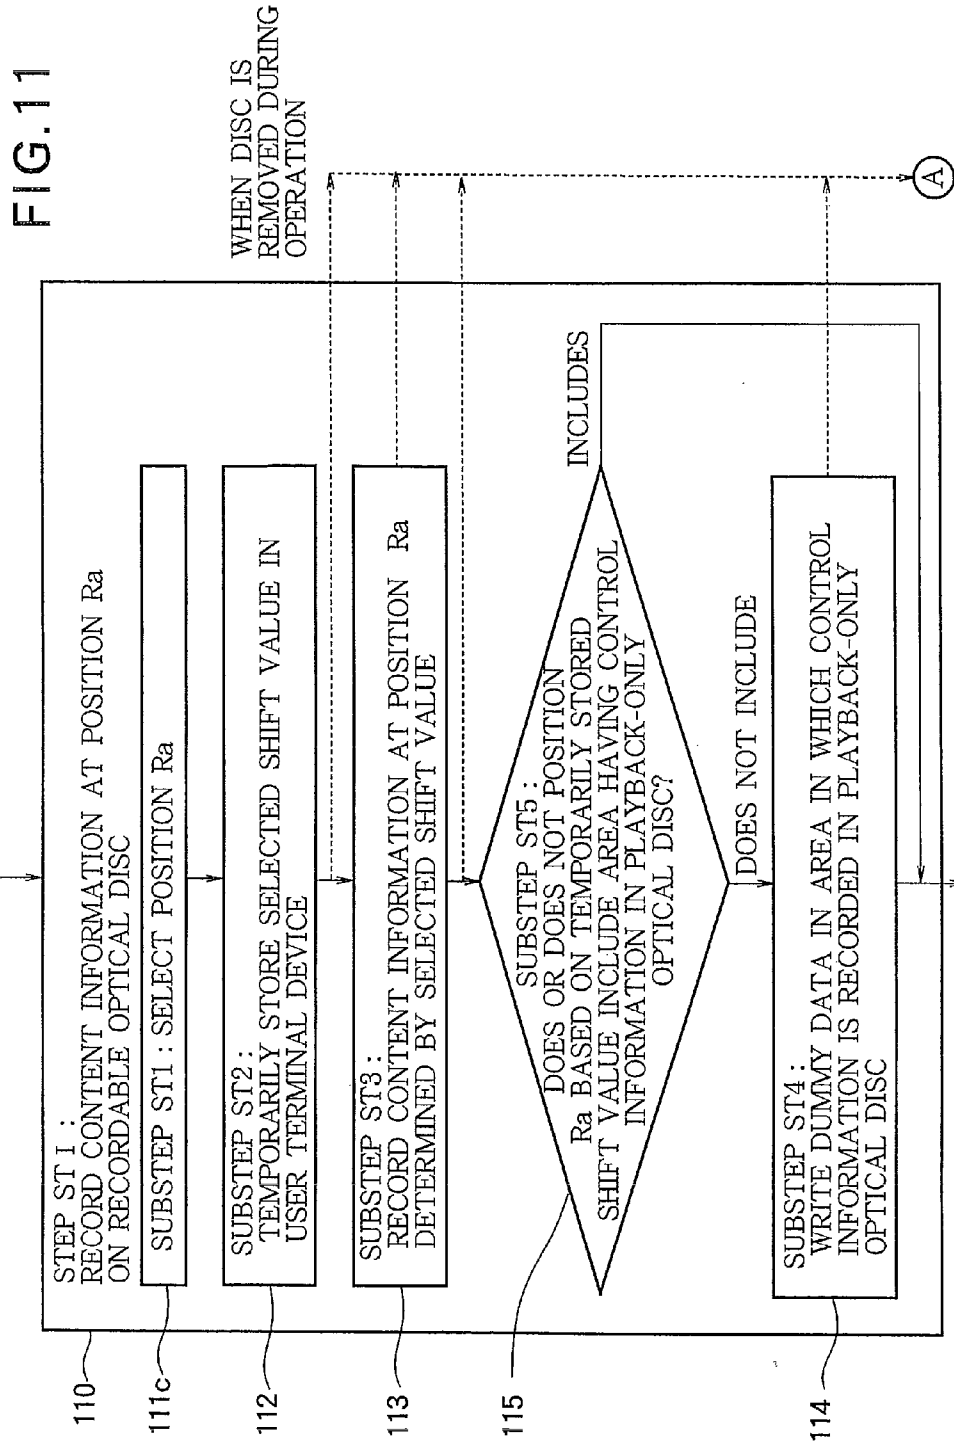 FIG.11
STEP ST I :
RECORD CONTENT INFORMATION AT POSITION Ra
ON RECORDABLE OPTICAL DISC
110
SUBSTEP ST1 : SELECT POSITION Ra
111c
SUBSTEP ST2 :
TEMPORARILY STORE SELECTED SHIFT VALUE IN
USER TERMINAL DEVICE
112
WHEN DISC IS
REMOVED DURING
OPERATION
SUBSTEP ST3 :
RECORD CONTENT INFORMATION AT POSITION Ra
DETERMINED BY SELECTED SHIFT VALUE
113
SUBSTEP ST5 :
DOES OR DOES NOT POSITION
Ra BASED ON TEMPORARILY STORED
SHIFT VALUE INCLUDE AREA HAVING CONTROL
INFORMATION IN PLAYBACK-ONLY
OPTICAL DISC?
115
INCLUDES
DOES NOT INCLUDE
SUBSTEP ST4 :
WRITE DUMMY DATA IN AREA IN WHICH CONTROL
INFORMATION IS RECORDED IN PLAYBACK-ONLY
OPTICAL DISC
114
A